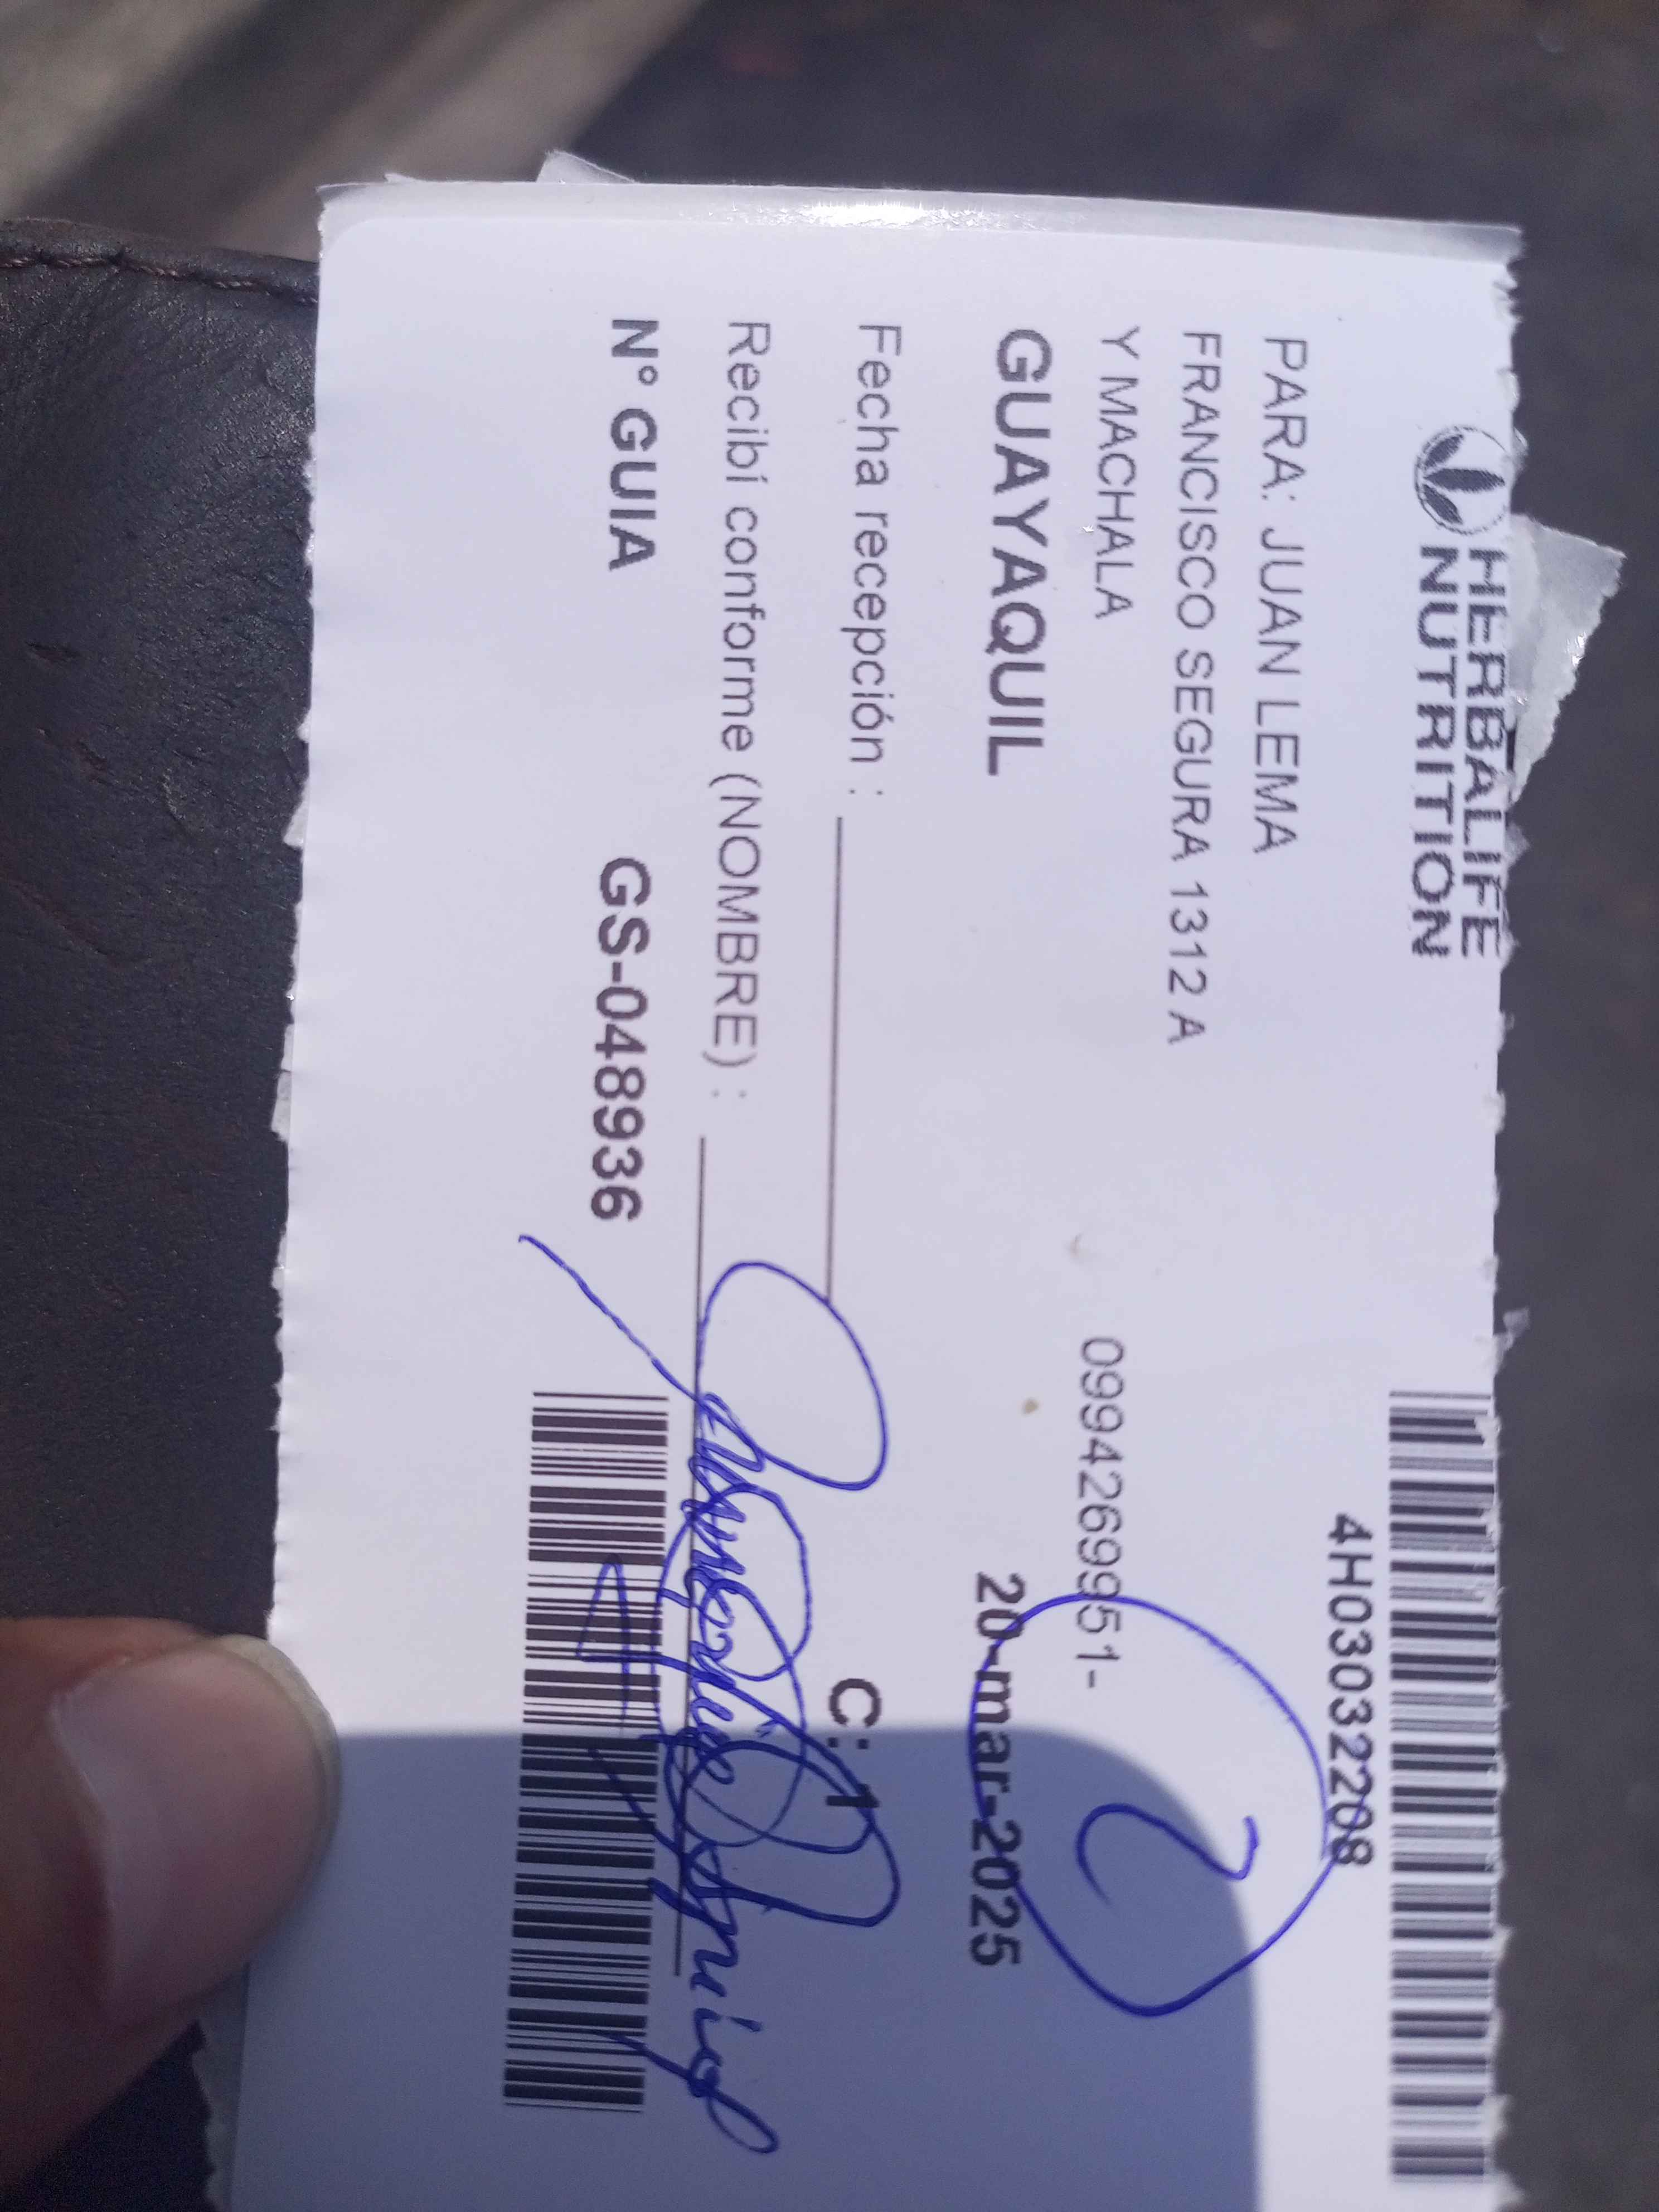 HERBALIFE
NUTRITION
4H03032208
PARA: JUAN LEMA
FRANCISCO SEGURA 1312 A
Y MACHALA 0994269951-
GUAYAQUIL 20-mar-2025
Fecha recepción :
C: 1
Recibí conforme (NOMBRE) :
N° GUIA GS-048936